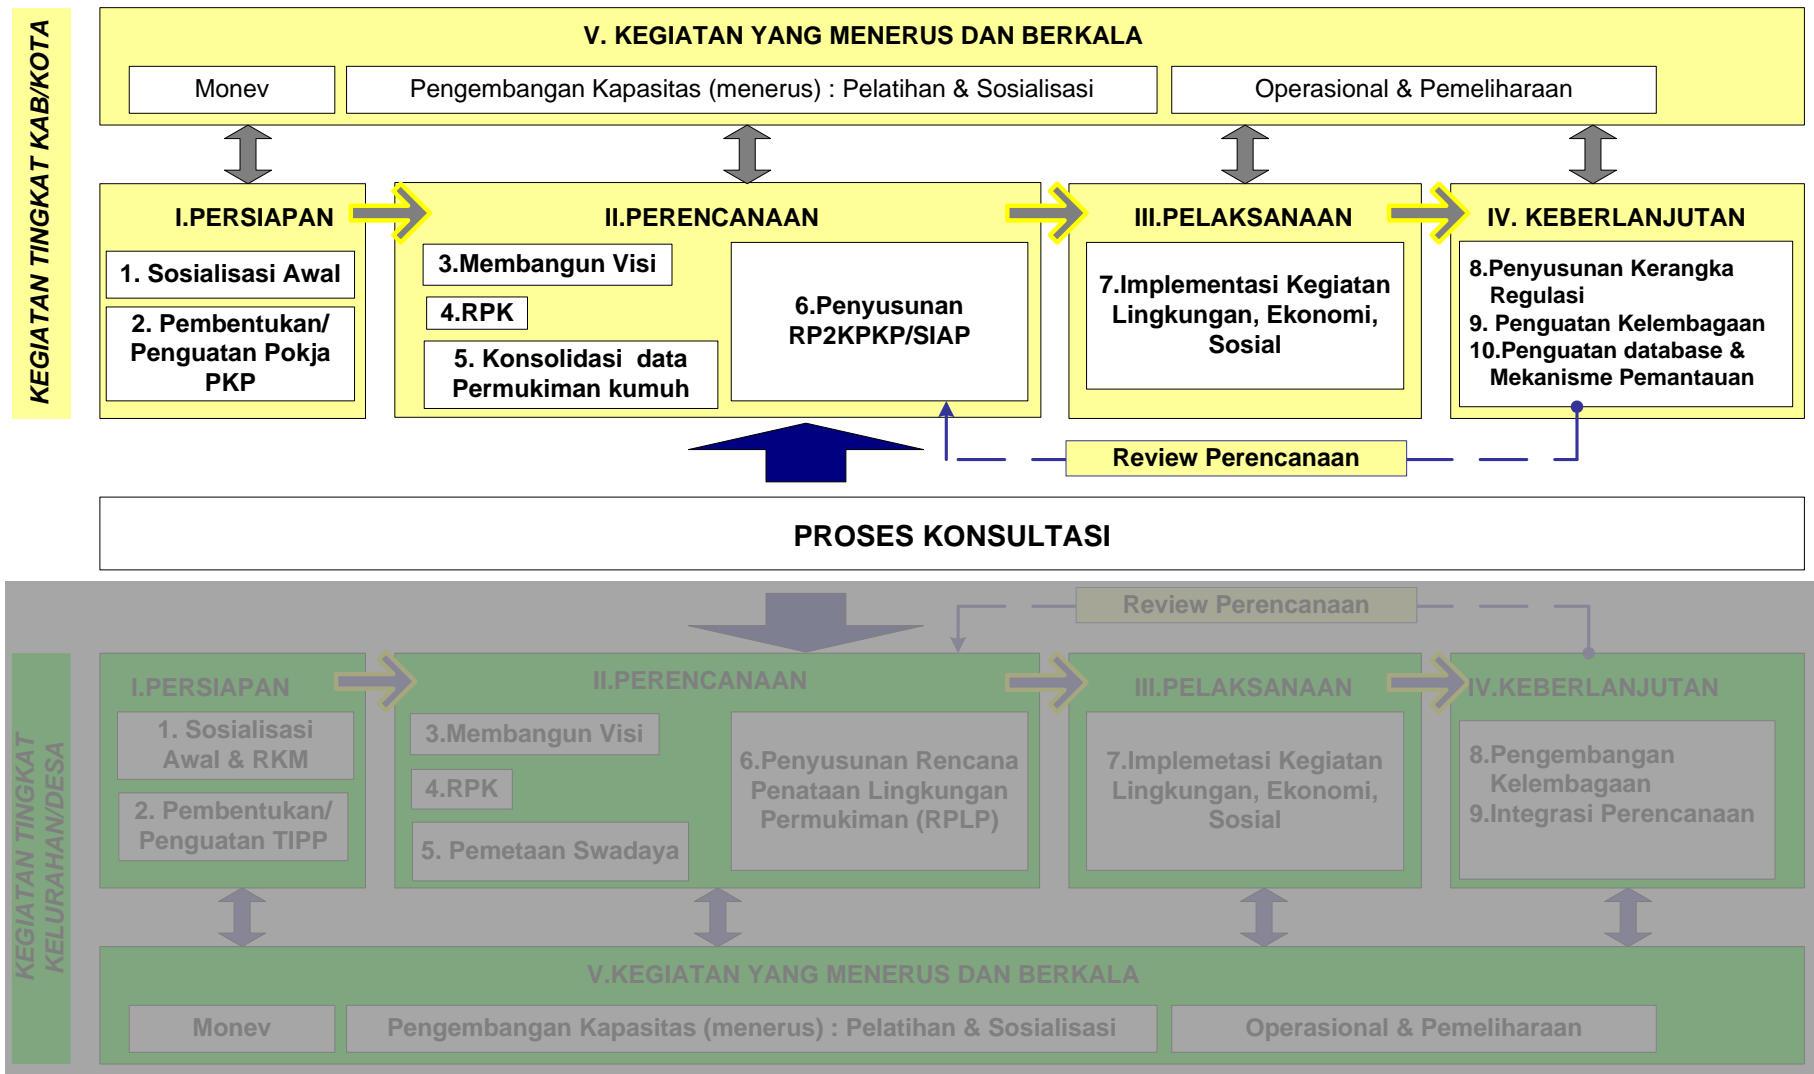 KEGIATAN TINGKAT KAB/KOTA
V. KEGIATAN YANG MENERUS DAN BERKALA
Monev
Pengembangan Kapasitas (menerus) : Pelatihan & Sosialisasi
Operasional & Pemeliharaan
I.PERSIAPAN
1. Sosialisasi Awal
2. Pembentukan/
Penguatan Pokja
PKP
II.PERENCANAAN
3.Membangun Visi
4.RPK
5. Konsolidasi data
Permukiman kumuh
6.Penyusunan
RP2KPKP/SIAP
III.PELAKSANAAN
7.Implementasi Kegiatan
Lingkungan, Ekonomi,
Sosial
IV. KEBERLANJUTAN
8.Penyusunan Kerangka
Regulasi
9. Penguatan Kelembagaan
10.Penguatan database &
Mekanisme Pemantauan
Review Perencanaan
PROSES KONSULTASI
Review Perencanaan
KEGIATAN TINGKAT
KELURAHAN/DESA
I.PERSIAPAN
1. Sosialisasi
Awal & RKM
2. Pembentukan/
Penguatan TIPP
II.PERENCANAAN
3.Membangun Visi
4.RPK
5. Pemetaan Swadaya
6.Penyusunan Rencana
Penataan Lingkungan
Permukiman (RPLP)
III.PELAKSANAAN
7.Implemetasi Kegiatan
Lingkungan, Ekonomi,
Sosial
IV.KEBERLANJUTAN
8.Pengembangan
Kelembagaan
9.Integrasi Perencanaan
V.KEGIATAN YANG MENERUS DAN BERKALA
Monev
Pengembangan Kapasitas (menerus) : Pelatihan & Sosialisasi
Operasional & Pemeliharaan